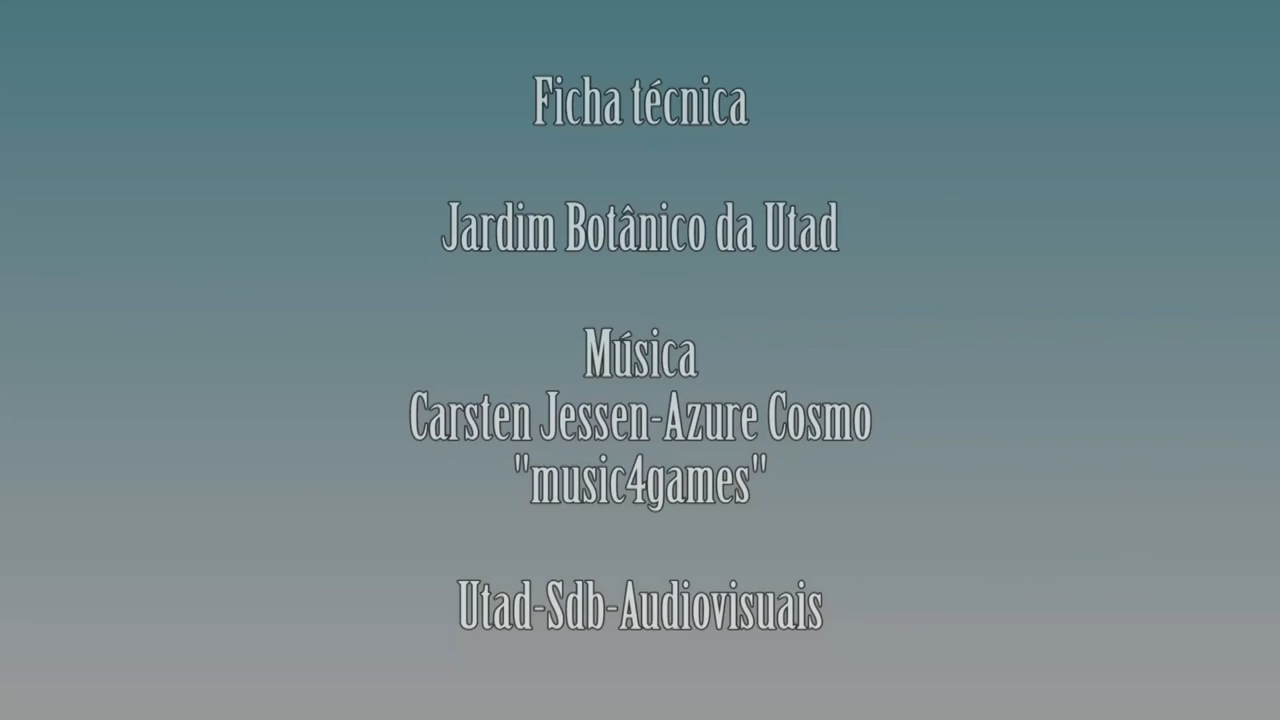 Ficha técnica
Jardim Botânico da Utad
Música
Carsten Jessen-Azure Cosmo
"music4games"
Utad-Sdb-Audiovisuais